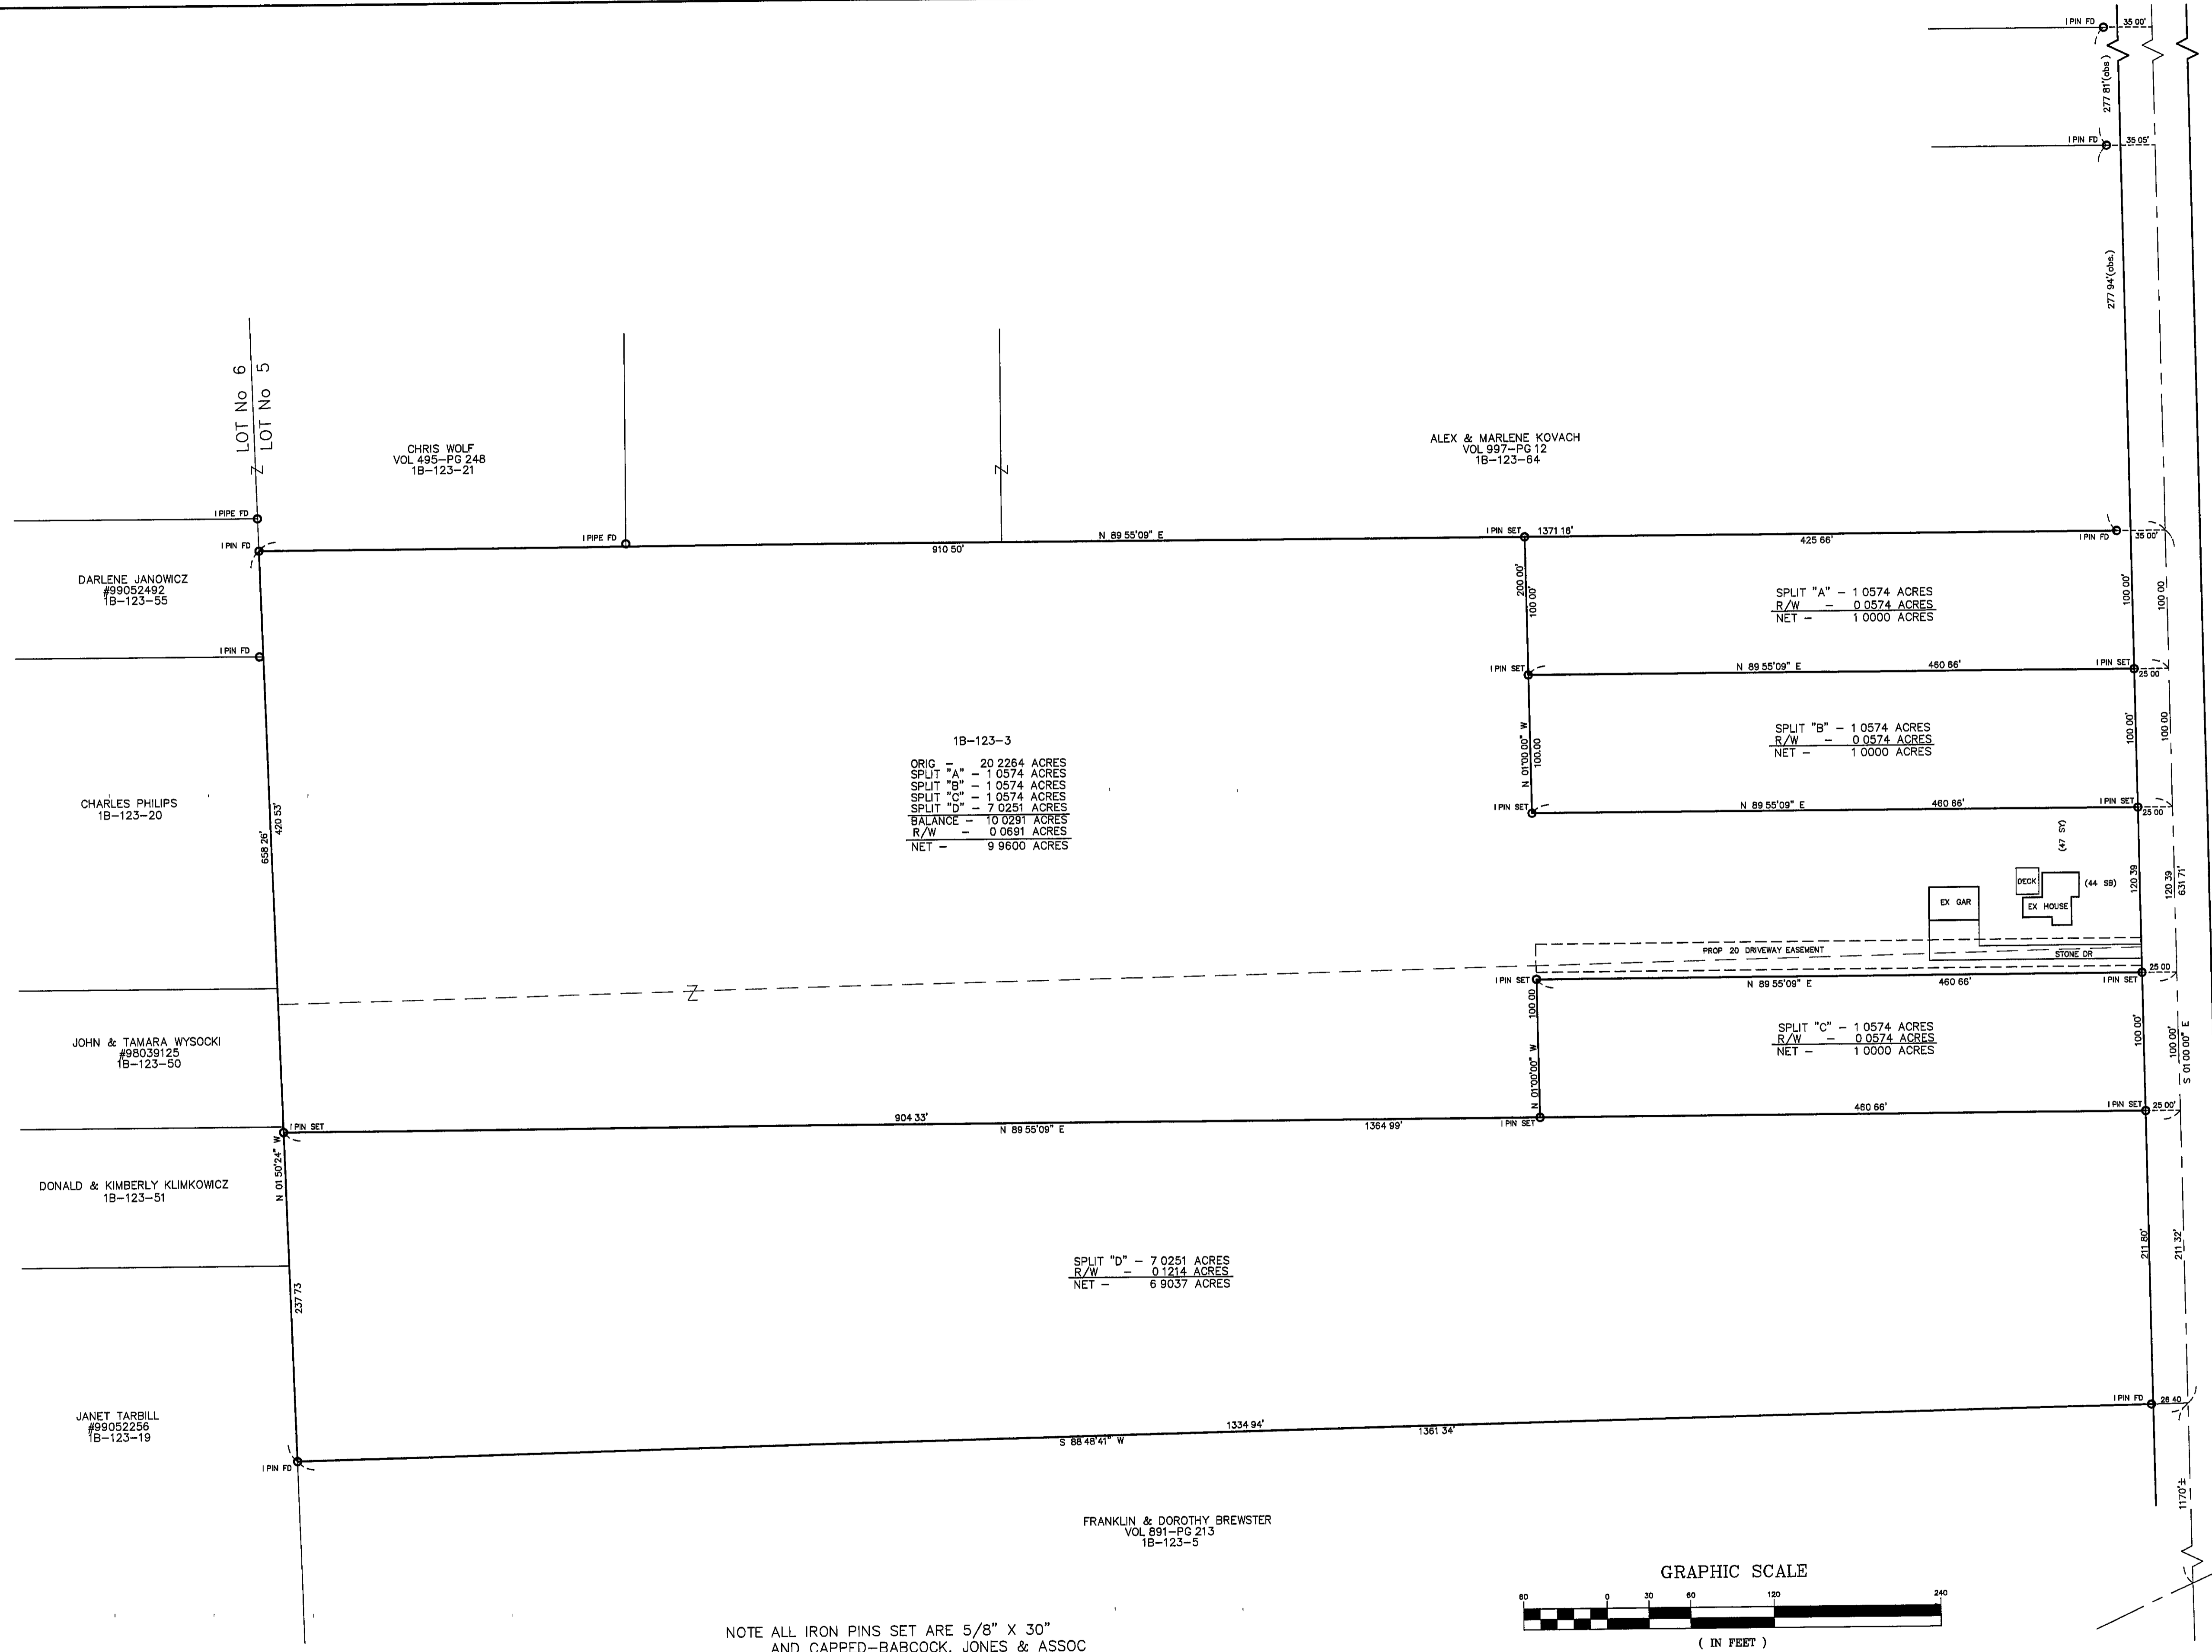 I PIN FD
35 00'
277 81'(obs )
I PIN FD
35 05'
277 94'(obs.)
LOT No 6
LOT No 5
CHRIS WOLF
VOL 495-PG 248
1B-123-21
ALEX & MARLENE KOVACH
VOL 997-PG 12
1B-123-64
I PIPE FD
I PIN FD
I PIPE FD
910 50'
N 89 55'09" E
I PIN SET
1371 16'
425 66'
I PIN FD
35 00'
DARLENE JANOWICZ
#99052492
1B-123-55
200 00'
100 00'
SPLIT "A" - 1 0574 ACRES
R/W - 0 0574 ACRES
NET - 1 0000 ACRES
100 00'
100 00
I PIN FD
I PIN SET
N 89 55'09" E
460 66'
I PIN SET
25 00
N 01'00'00" W
100.00
SPLIT "B" - 1 0574 ACRES
R/W - 0 0574 ACRES
NET - 1 0000 ACRES
100 00'
100 00
1B-123-3
ORIG - 20 2264 ACRES
SPLIT "A" - 1 0574 ACRES
SPLIT "B" - 1 0574 ACRES
SPLIT "C" - 1 0574 ACRES
SPLIT "D" - 7 0251 ACRES
BALANCE - 10 0291 ACRES
R/W - 0 0691 ACRES
NET - 9 9600 ACRES
CHARLES PHILIPS
1B-123-20
658 26'
420 53'
I PIN SET
N 89 55'09" E
460 66'
I PIN SET
25 00
(47 SY)
DECK
(44 SB)
EX GAR
EX HOUSE
120 39
120 39
631 71'
PROP 20 DRIVEWAY EASEMENT
STONE DR
I PIN SET
N 89 55'09" E
460 66'
I PIN SET
25 00
JOHN & TAMARA WYSOCKI
#98039125
1B-123-50
100 00
N 01'00'00" W
SPLIT "C" - 1 0574 ACRES
R/W - 0 0574 ACRES
NET - 1 0000 ACRES
100 00'
100 00'
S 01 00 00" E
I PIN SET
904 33'
N 89 55'09" E
1364 99'
I PIN SET
460 66'
I PIN SET
25 00'
N 01 50'24" W
DONALD & KIMBERLY KLIMKOWICZ
1B-123-51
237 73
SPLIT "D" - 7 0251 ACRES
R/W - 0 1214 ACRES
NET - 6 9037 ACRES
211 80'
211 32'
JANET TARBILL
#99052256
1B-123-19
I PIN FD
S 88 48'41" W
1334 94'
1361 34'
I PIN FD
26 40
1170'±
FRANKLIN & DOROTHY BREWSTER
VOL 891-PG 213
1B-123-5
GRAPHIC SCALE
60 0 30 60 120 240
( IN FEET )
NOTE ALL IRON PINS SET ARE 5/8" X 30"
AND CAPPED-BABCOCK, JONES & ASSOC